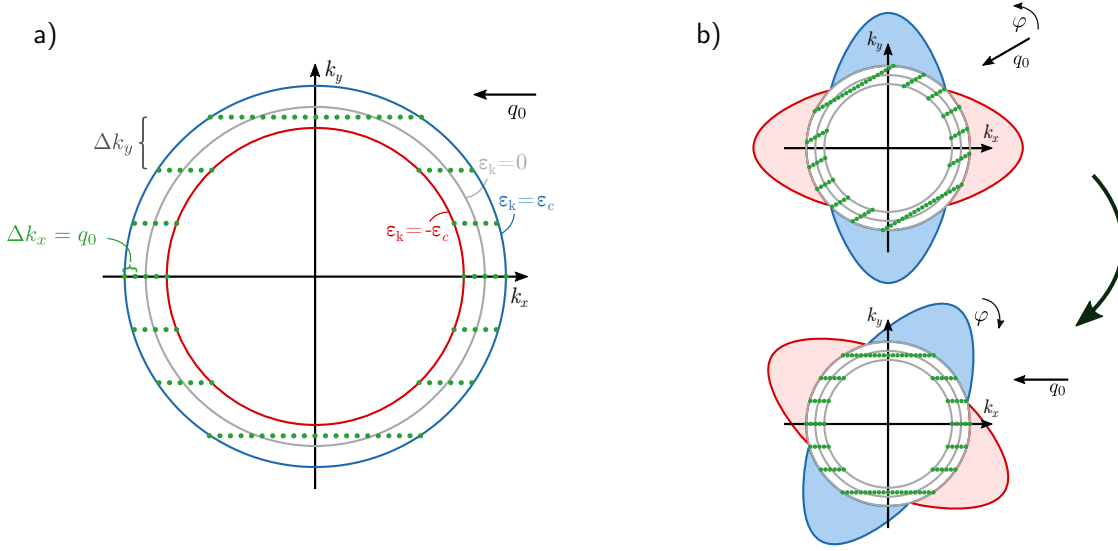 a)
k_y
q_0
Δk_y
ε_k=0
ε_k=ε_c
ε_k=-ε_c
Δk_x = q_0
k_x
b)
φ
k_y
q_0
k_x
φ
k_y
q_0
k_x